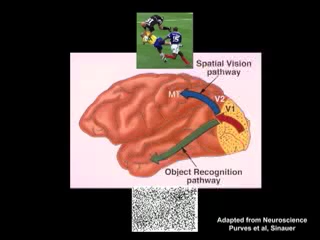 Spatial Vision
pathway
MT
V2
V1
Object Recognition
pathway
Adapted from Neuroscience
Purves et al, Sinauer